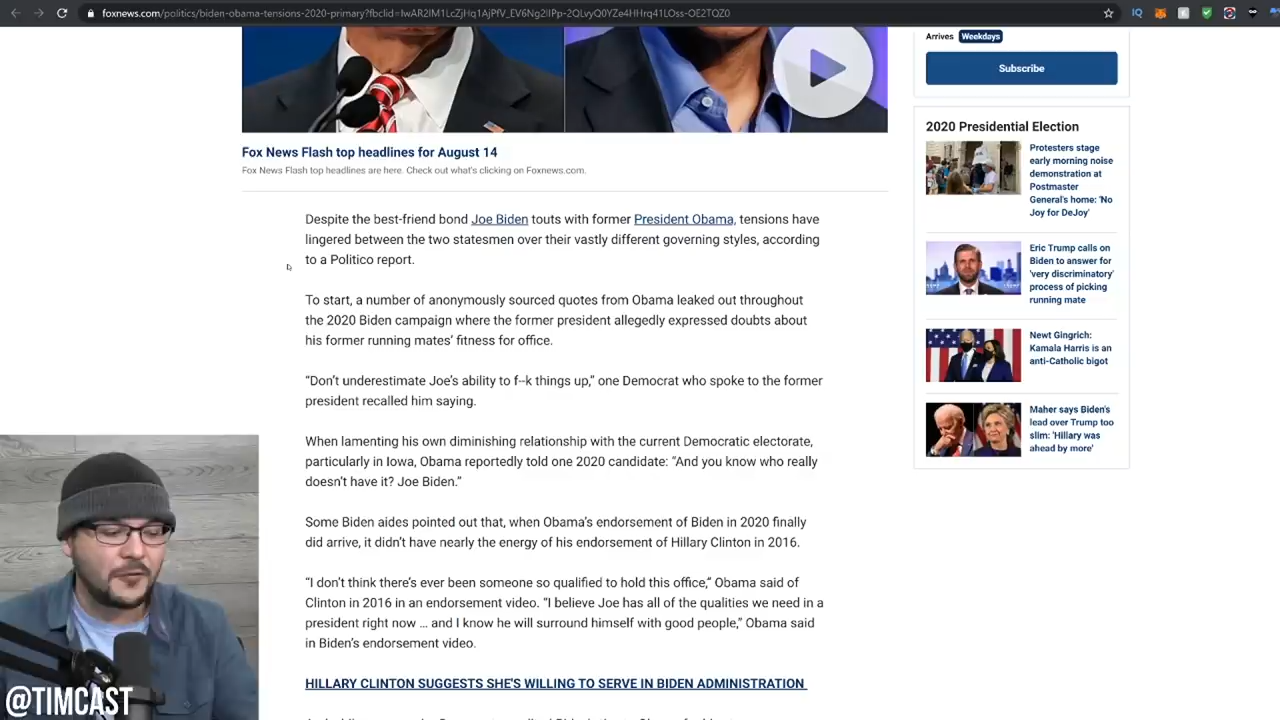 foxnews.com/politics/biden-obama-tensions-2020-primary?fbclid=IwAR2IM1LcZjHq1AjPfV_EV6Ng2IIPp-2QLvyQ0YZe4HHrq41LOss-OE2TQZ0
Arrives Weekdays
Subscribe
Fox News Flash top headlines for August 14
Fox News Flash top headlines are here. Check out what's clicking on Foxnews.com.
Despite the best-friend bond Joe Biden touts with former President Obama, tensions have
lingered between the two statesmen over their vastly different governing styles, according
to a Politico report.
To start, a number of anonymously sourced quotes from Obama leaked out throughout
the 2020 Biden campaign where the former president allegedly expressed doubts about
his former running mates’ fitness for office.
“Don’t underestimate Joe’s ability to f--k things up,” one Democrat who spoke to the former
president recalled him saying.
When lamenting his own diminishing relationship with the current Democratic electorate,
particularly in Iowa, Obama reportedly told one 2020 candidate: “And you know who really
doesn’t have it? Joe Biden.”
Some Biden aides pointed out that, when Obama’s endorsement of Biden in 2020 finally
did arrive, it didn’t have nearly the energy of his endorsement of Hillary Clinton in 2016.
“I don’t think there’s ever been someone so qualified to hold this office,” Obama said of
Clinton in 2016 in an endorsement video. “I believe Joe has all of the qualities we need in a
president right now … and I know he will surround himself with good people,” Obama said
in Biden’s endorsement video.
HILLARY CLINTON SUGGESTS SHE'S WILLING TO SERVE IN BIDEN ADMINISTRATION
2020 Presidential Election
Protesters stage
early morning noise
demonstration at
Postmaster
General's home: 'No
Joy for DeJoy'
Eric Trump calls on
Biden to answer for
'very discriminatory'
process of picking
running mate
Newt Gingrich:
Kamala Harris is an
anti-Catholic bigot
Maher says Biden's
lead over Trump too
slim: 'Hillary was
ahead by more'
@TIMCAST